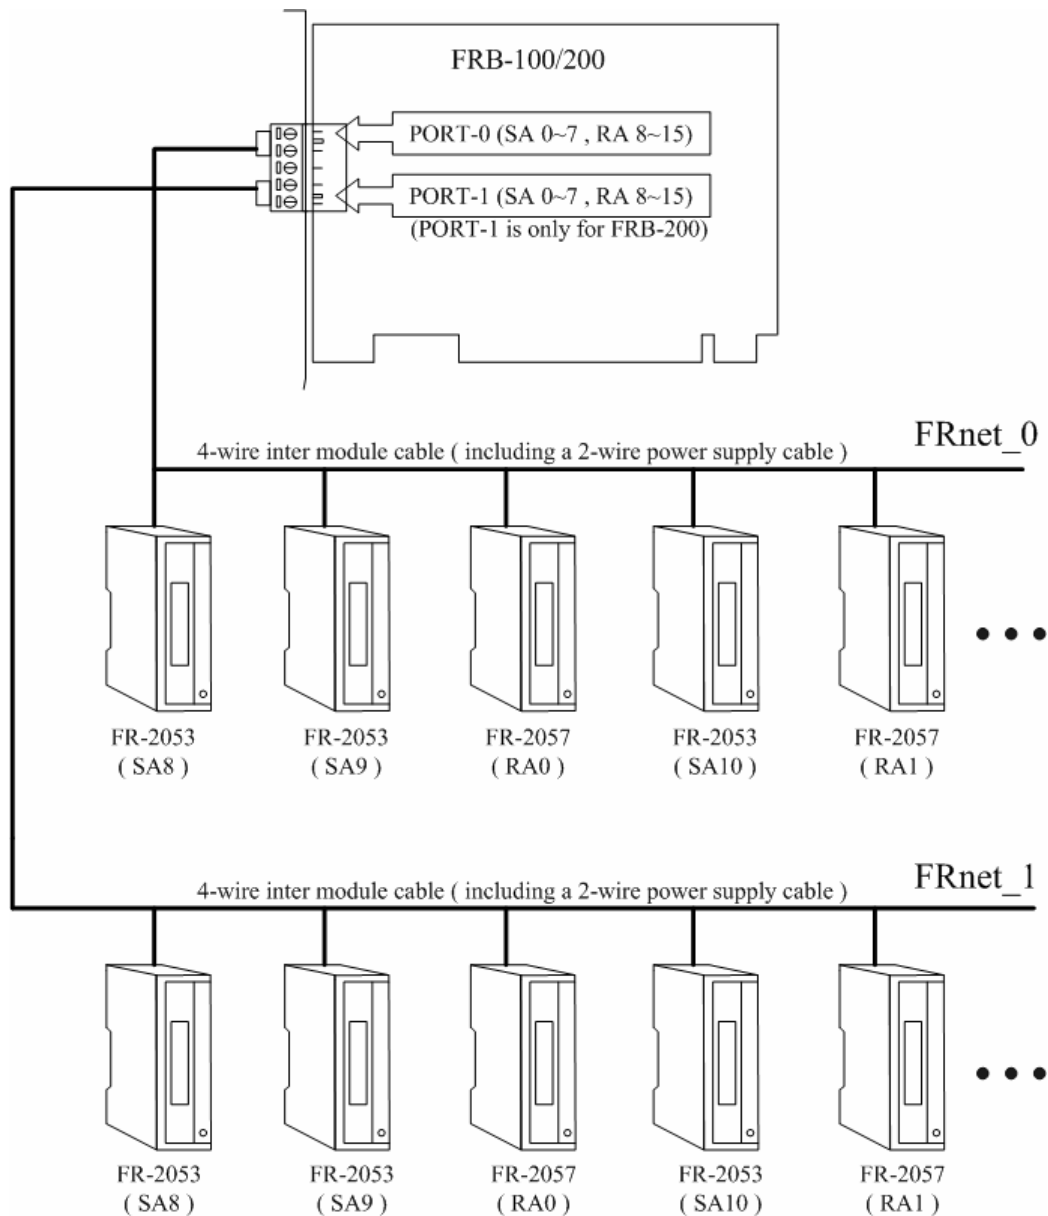 FRB-100/200
PORT-0 (SA 0~7 , RA 8~15)
PORT-1 (SA 0~7 , RA 8~15)
(PORT-1 is only for FRB-200)
FRnet_0
4-wire inter module cable ( including a 2-wire power supply cable )
FR-2053 FR-2053 FR-2057 FR-2053 FR-2057
( SA8 ) ( SA9 ) ( RA0 ) ( SA10 ) ( RA1 )
FRnet_1
4-wire inter module cable ( including a 2-wire power supply cable )
FR-2053 FR-2053 FR-2057 FR-2053 FR-2057
( SA8 ) ( SA9 ) ( RA0 ) ( SA10 ) ( RA1 )